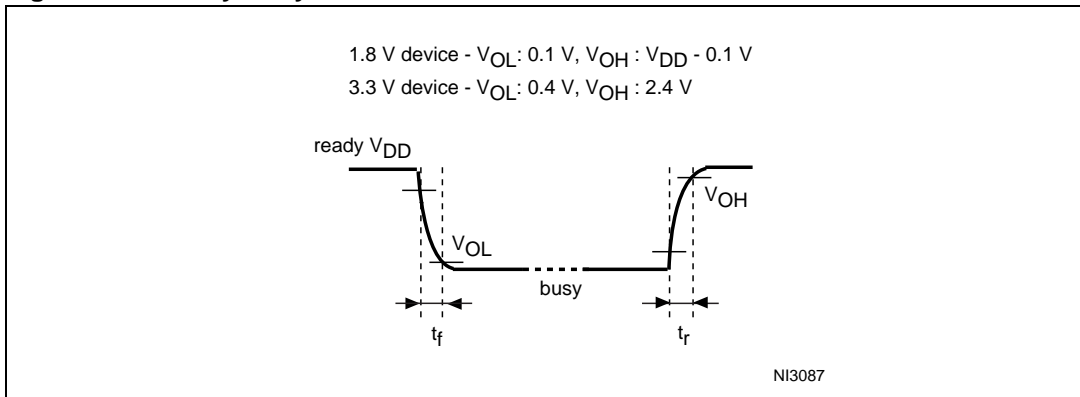 1.8 V device - VOL: 0.1 V, VOH : VDD - 0.1 V
3.3 V device - VOL: 0.4 V, VOH : 2.4 V
ready VDD
VOH
VOL
busy
tf
tr
NI3087